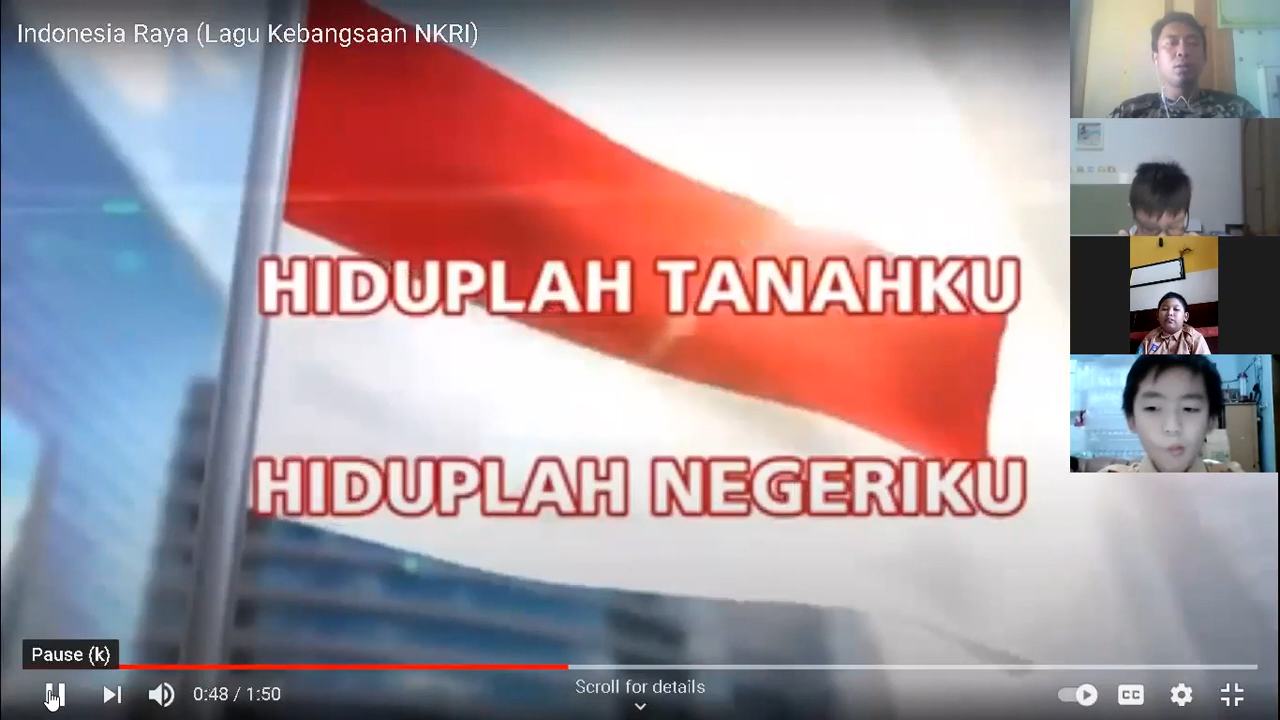 Indonesia Raya (Lagu Kebangsaan NKRI)
HIDUPLAH TANAHKU
HIDUPLAH NEGERIKU
Pause (k)
0:48 / 1:50
Scroll for details
CC